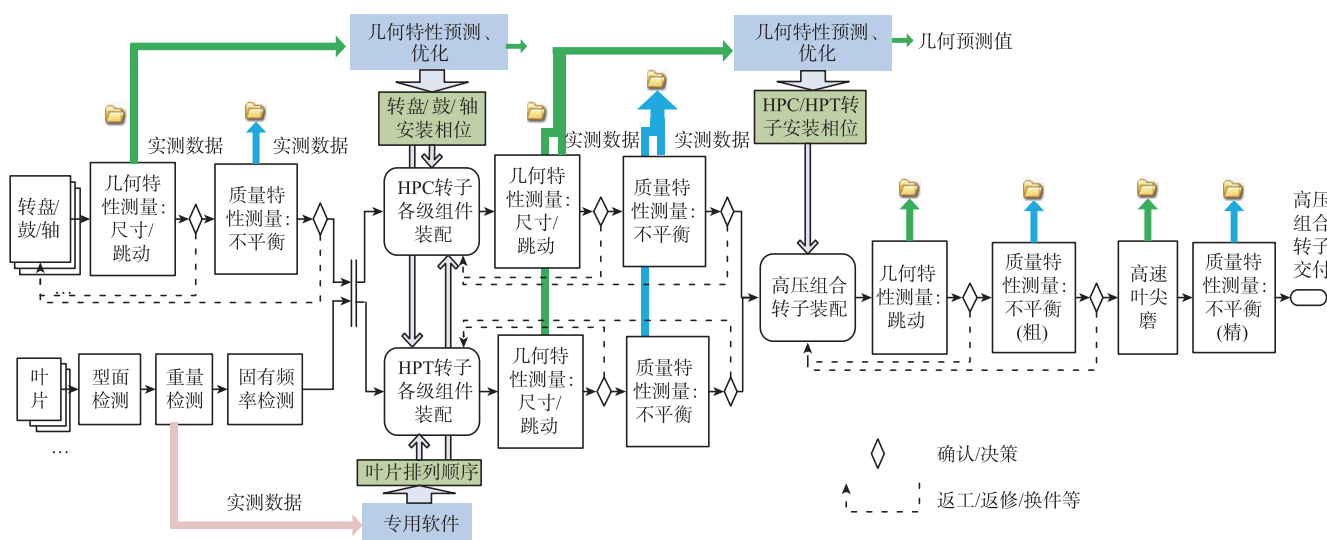 几何特性预测、
优化
几何特性预测、
优化
几何预测值
转盘/鼓/轴
安装相位
HPC/HPT转
子安装相位
实测数据
实测数据
实测数据
实测数据
转盘/
鼓/轴
…
几何特
性测量:
尺寸/
跳动
质量特
性测量:
不平衡
HPC转子
各级组件
装配
几何特
性测量:
尺寸/
跳动
质量特
性测量:
不平衡
高压组合
转子装配
几何特
性测量:
跳动
质量特
性测量:
不平衡
(粗)
高速
叶尖
磨
质量特
性测量:
不平衡
(精)
高压
组合
转子
交付
叶
片
…
型面
检测
重量
检测
固有频
率检测
HPT转子
各级组件
装配
几何特
性测量:
尺寸/
跳动
质量特
性测量:
不平衡
叶片排列顺序
实测数据
专用软件
确认/决策
返工/返修/换件等